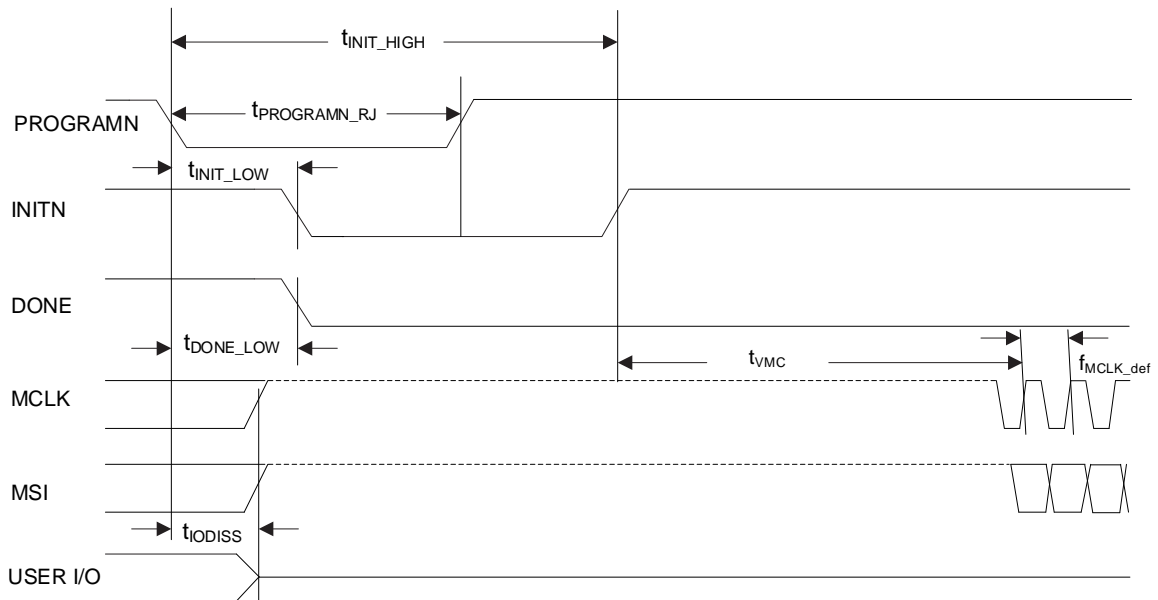 tINIT_HIGH
PROGRAMN
tPROGRAMN_RJ
tINIT_LOW
INITN
DONE
tDONE_LOW
tVMC
fMCLK_def
MCLK
MSI
tIODISS
USER I/O